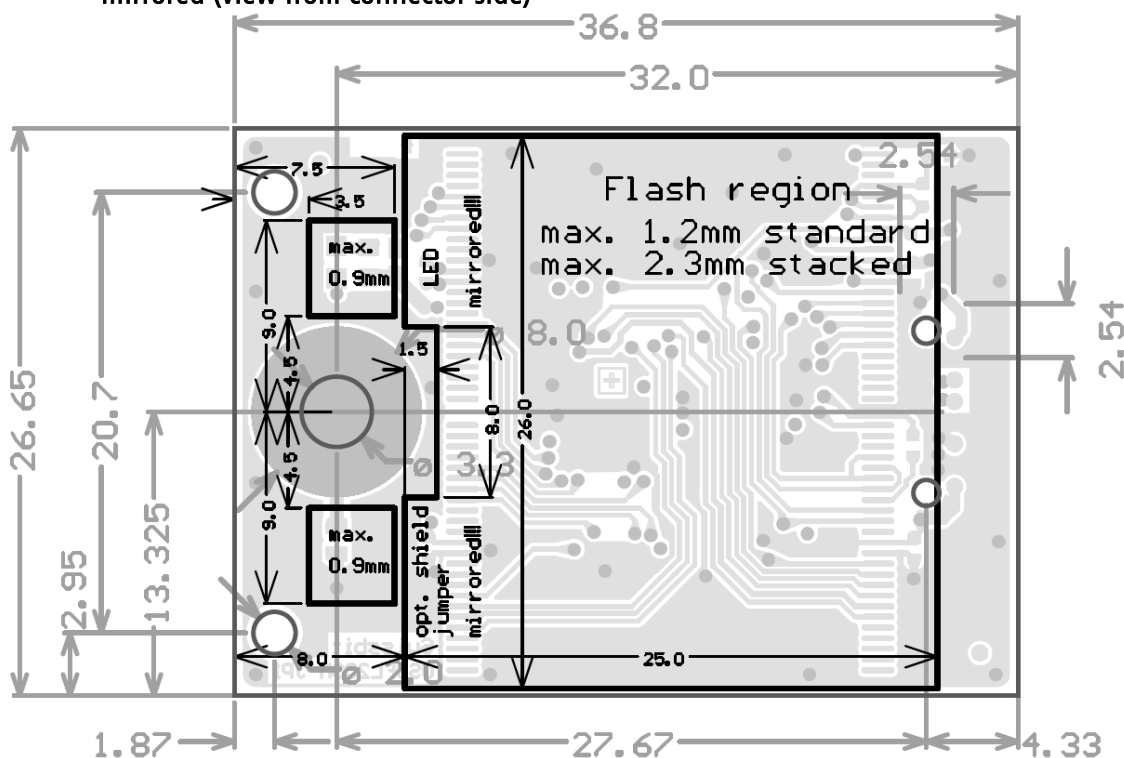 mirrored (view from connector side)
36.8
32.0
7.5
3.5
2.54
Flash region
max. 1.2mm standard
max. 2.3mm stacked
max.
0.9mm
LED
mirrored!!!
9.0
4.5
1.5
ø 8.0
8.0
26.0
2.54
26.65
20.7
13.325
2.95
4.5
9.0
ø 3.3
max.
0.9mm
opt. shield
jumper
mirrored!!!
8.0
25.0
ø 2.0
1.87
27.67
4.33